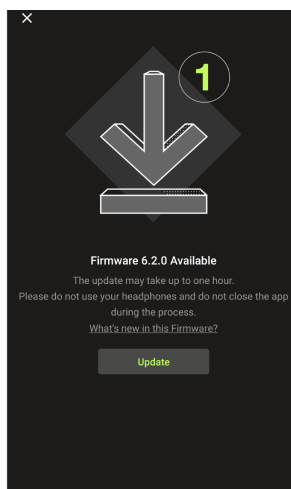 1
Firmware 6.2.0 Available
The update may take up to one hour.
Please do not use your headphones and do not close the app
during the process.
What's new in this Firmware?
Update